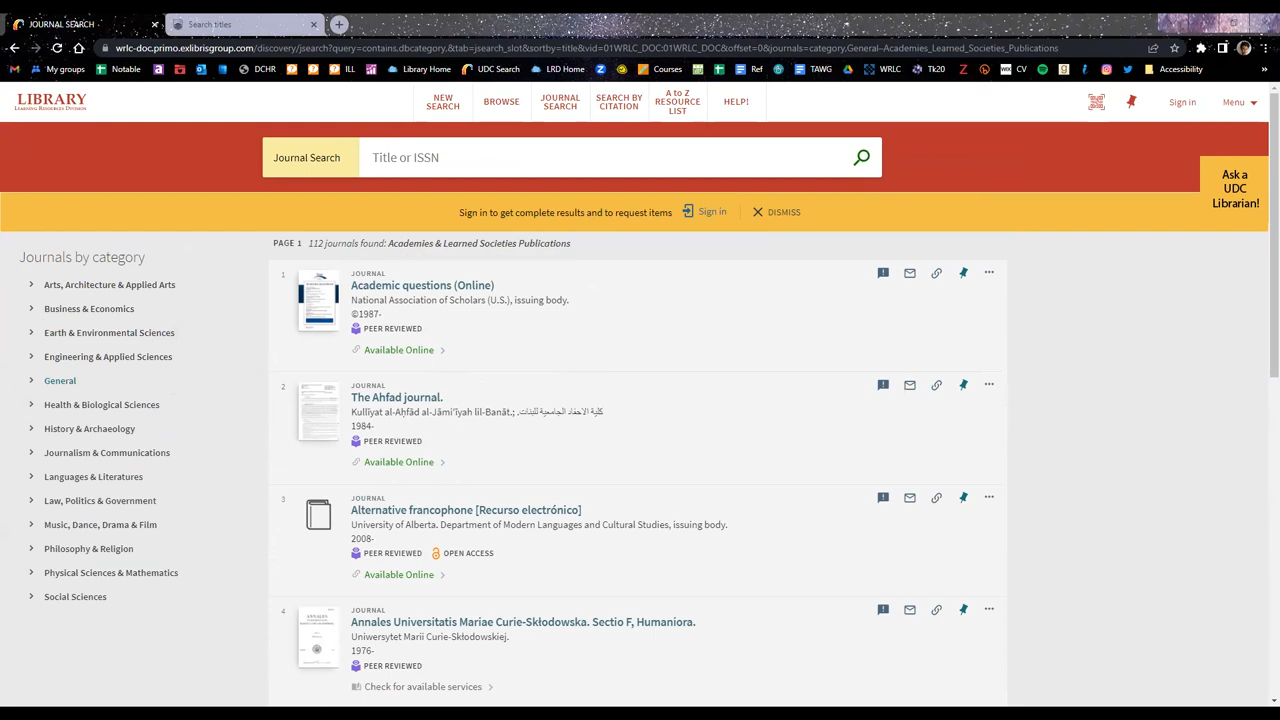 JOURNAL SEARCH
Search titles
wrlc-doc.primo.exlibrisgroup.com/discovery/jsearch?query=contains.dbcategory,&tab=jsearch_slot&sortby=title&vid=01WRLC_DOC:01WRLC_DOC&offset=0&journals=category,General–Academies_Learned_Societies_Publications
My groups Notable DCHR ILL Library Home UDC Search LRD Home Courses Ref TAWG WRLC Tk20 CV Accessibility
LIBRARY
LEARNING RESOURCES DIVISION
NEW SEARCH
BROWSE
JOURNAL SEARCH
SEARCH BY CITATION
A to Z RESOURCE LIST
HELP!
Sign in
Menu
Journal Search
Title or ISSN
Ask a
UDC
Librarian!
Sign in to get complete results and to request items
Sign in
DISMISS
Journals by category
Arts, Architecture & Applied Arts
Business & Economics
Earth & Environmental Sciences
Engineering & Applied Sciences
General
Health & Biological Sciences
History & Archaeology
Journalism & Communications
Languages & Literatures
Law, Politics & Government
Music, Dance, Drama & Film
Philosophy & Religion
Physical Sciences & Mathematics
Social Sciences
PAGE 1 112 journals found: Academies & Learned Societies Publications
1
JOURNAL
Academic questions (Online)
National Association of Scholars (U.S.), issuing body.
©1987-
PEER REVIEWED
Available Online
2
JOURNAL
The Ahfad journal.
Kullīyat al-Aḥfād al-Jāmiʻīyah lil-Banāt.; كلية الاحفاد الجامعية للبنات.
1984-
PEER REVIEWED
Available Online
3
JOURNAL
Alternative francophone [Recurso electrónico]
University of Alberta. Department of Modern Languages and Cultural Studies, issuing body.
2008-
PEER REVIEWED OPEN ACCESS
Available Online
4
JOURNAL
Annales Universitatis Mariae Curie-Skłodowska. Sectio F, Humaniora.
Uniwersytet Marii Curie-Skłodowskiej.
1976-
PEER REVIEWED
Check for available services